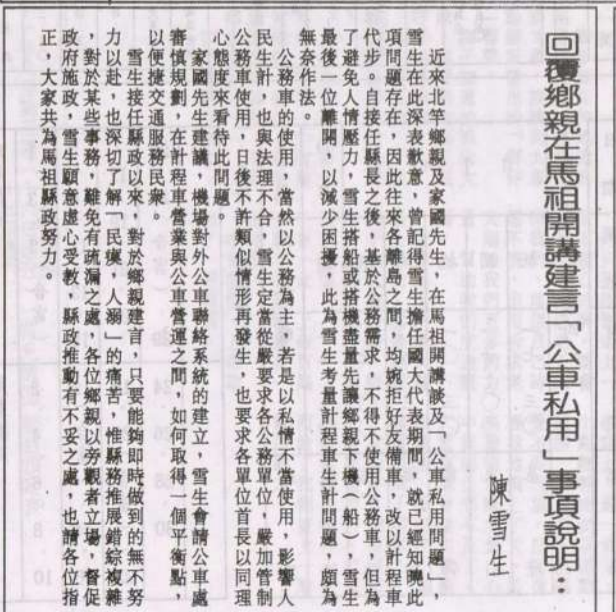 回覆鄉親在馬祖開講建言「公車私用」事項說明：
陳雪生
近來北竿鄉親及家國先生，在馬祖開講談及「公車私用問題」，
雪生在此深表歉意，曾記得雪生擔任國大代表期間，就已經知曉此
項問題存在，因此往來各離島之間，均婉拒好友備車，改以計程車
代步。自接任縣長之後，基於公務需求，不得不使用公務車，但為
了避免人情壓力，雪生搭船或搭機盡量先讓鄉親下機（船），雪生
最後一位離開，以減少困擾，此為雪生考量計程車生計問題，頗為
無奈作法。
公務車的使用，當然以公務為主，若是以私情不當使用，影響人
民生計，也與法理不合，雪生定當從嚴要求各公務單位，嚴加管制
公務車使用，日後不許類似情形再發生，也要求各單位首長以同理
心態度來看待此問題。
家國先生建議，機場對外公車聯絡系統的建立，雪生會請公車處
審慎規劃，在計程車營業與公車營運之間，如何取得一個平衡點，
以便捷交通服務民衆。
雪生接任縣政以來，對於鄉親建言，只要能夠即時做到的無不努
力以赴，也深切了解「民瘼，人溺」的痛苦，惟縣務推展錯綜複雜
，對於某些事務，難免有疏漏之處，各位鄉親以旁觀者立場，督促
政府施政，雪生願意虛心受教，縣政推動有不妥之處，也請各位指
正，大家共為馬祖縣政努力。